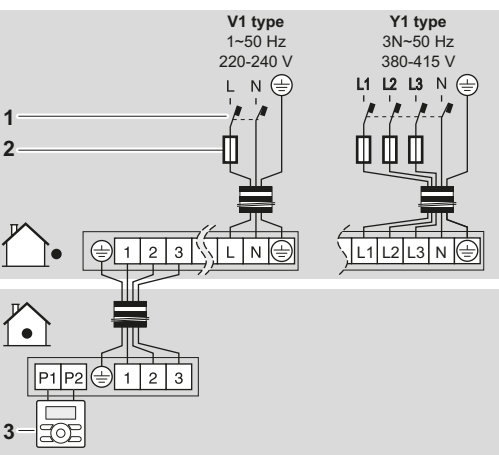 V1 type
1~50 Hz
220-240 V
L N
Y1 type
3N~50 Hz
380-415 V
L1 L2 L3 N
1
2
1 2 3 L N
L1 L2 L3 N
P1 P2 1 2 3
3